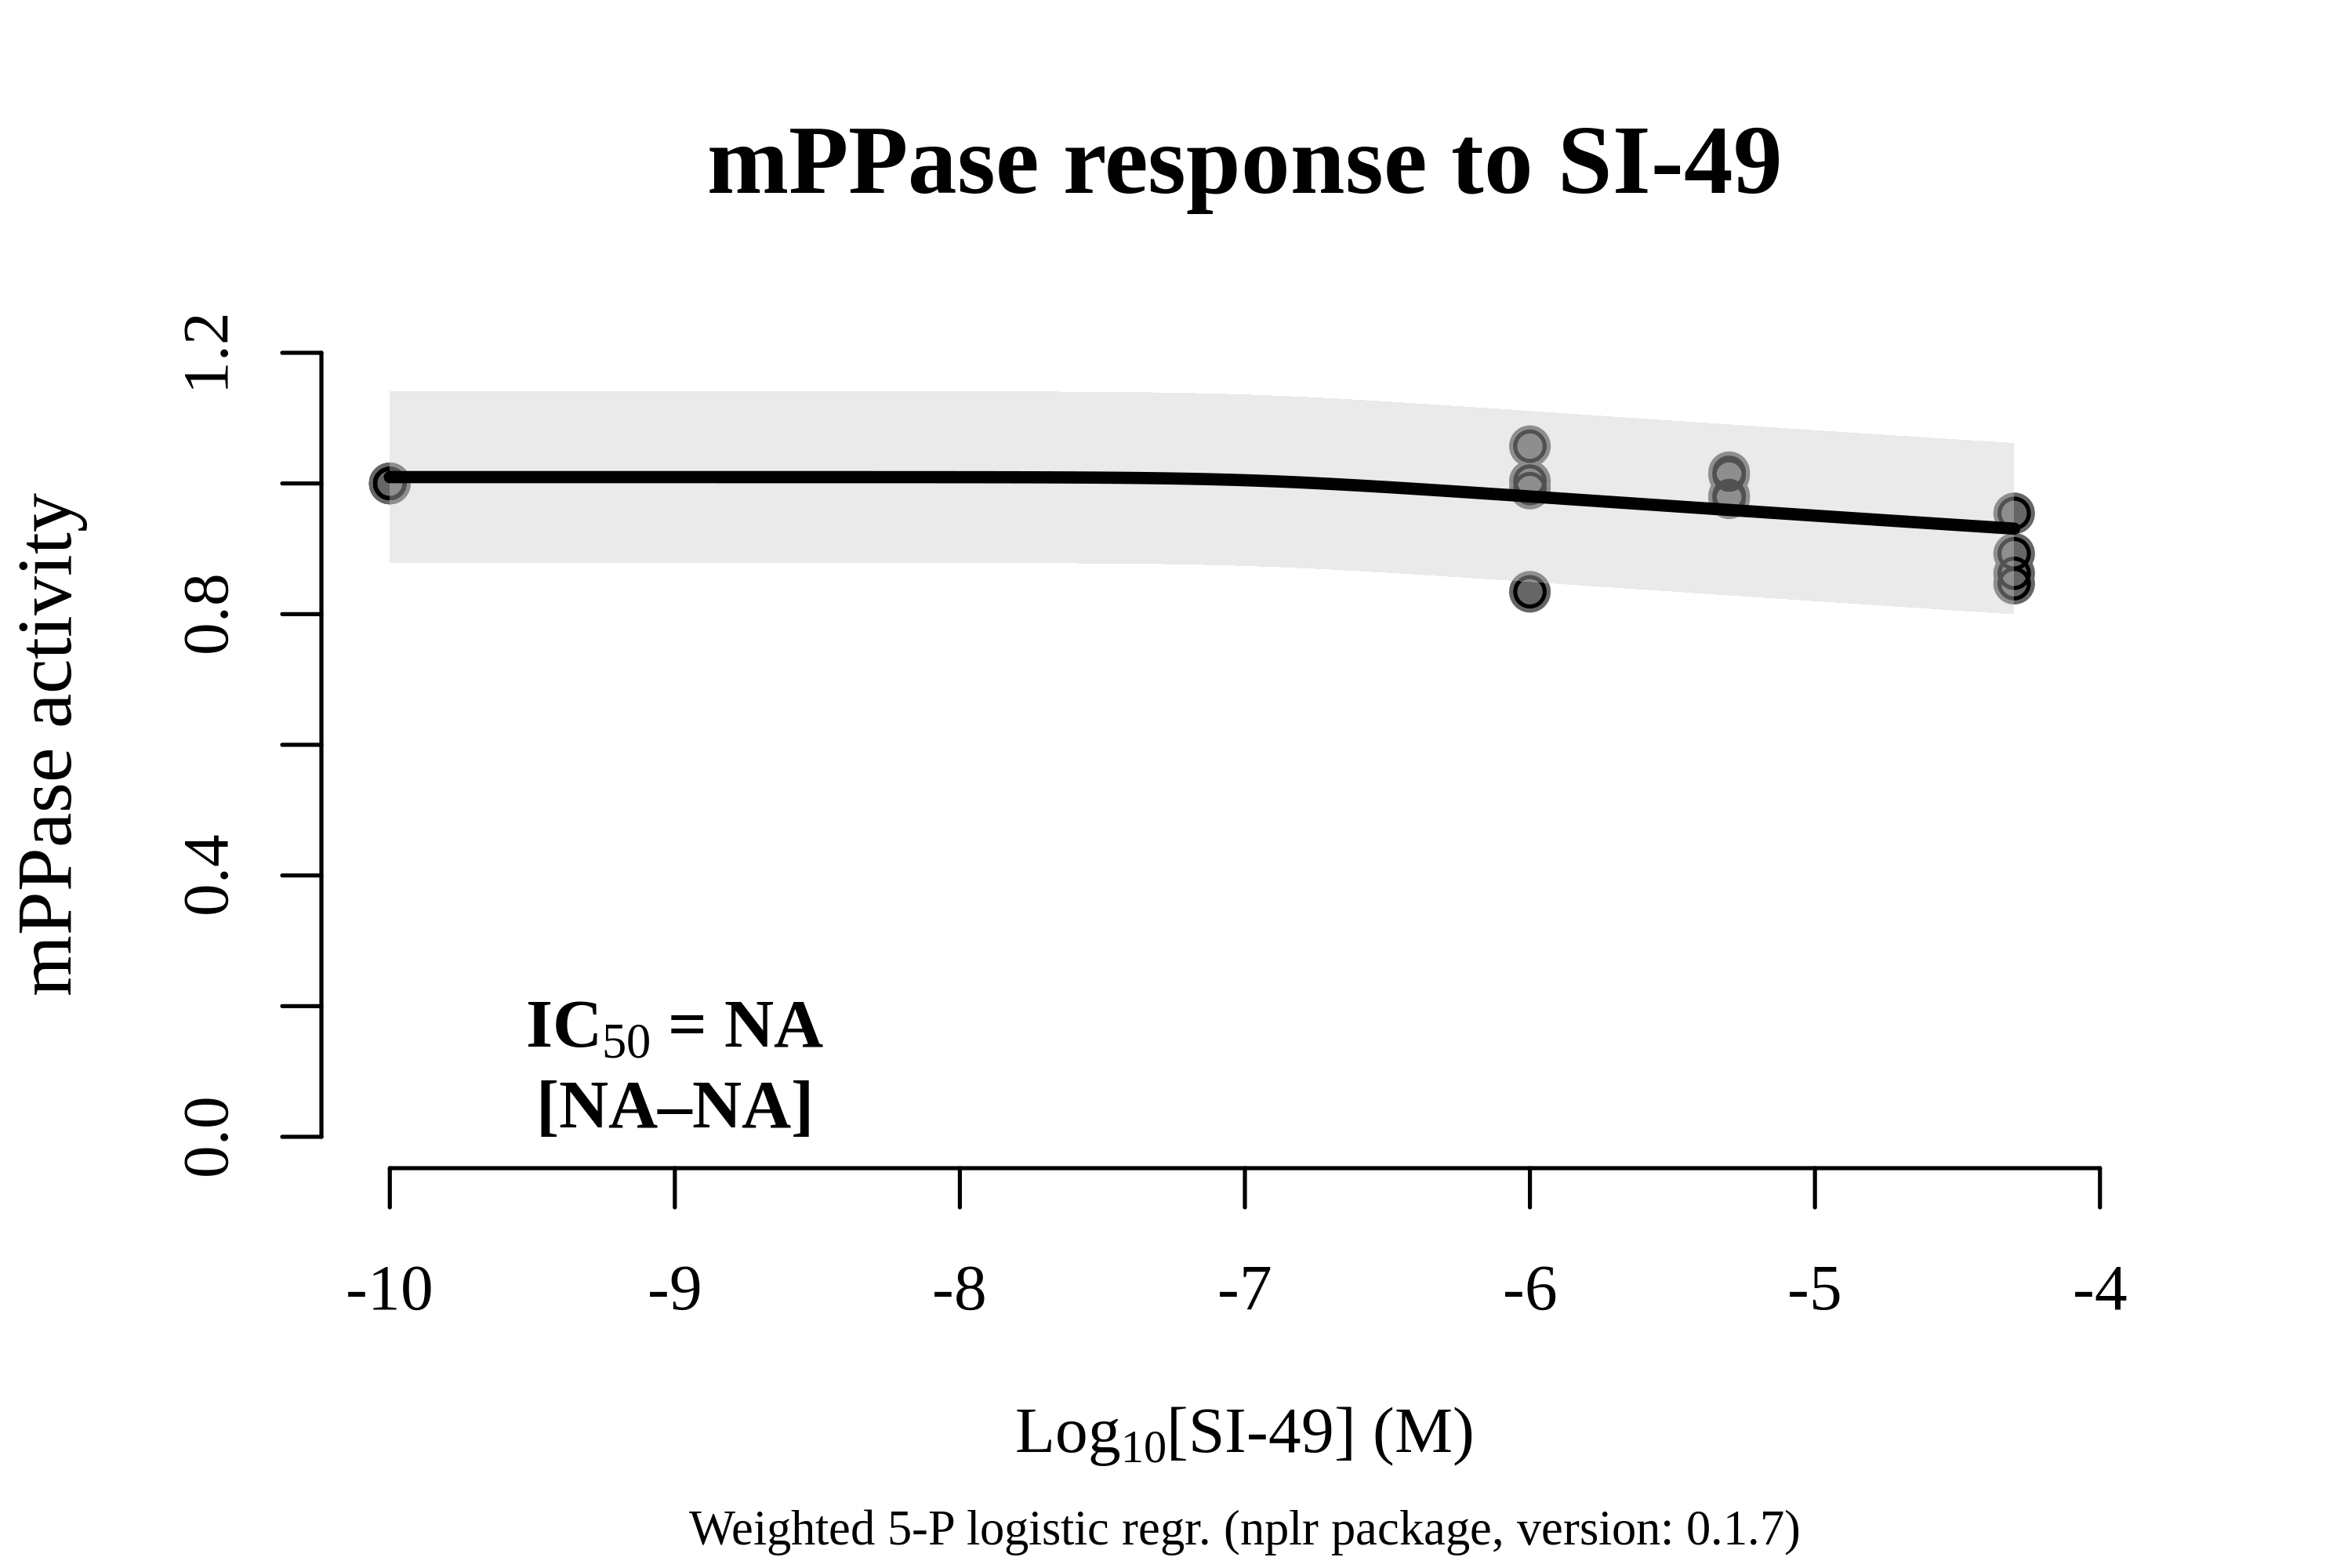 mPPase response to SI-49
mPPase activity
1.2
0.8
0.4
0.0
IC50 = NA
[NA–NA]
-10 -9 -8 -7 -6 -5 -4
Log10[SI-49] (M)
Weighted 5-P logistic regr. (nplr package, version: 0.1.7)